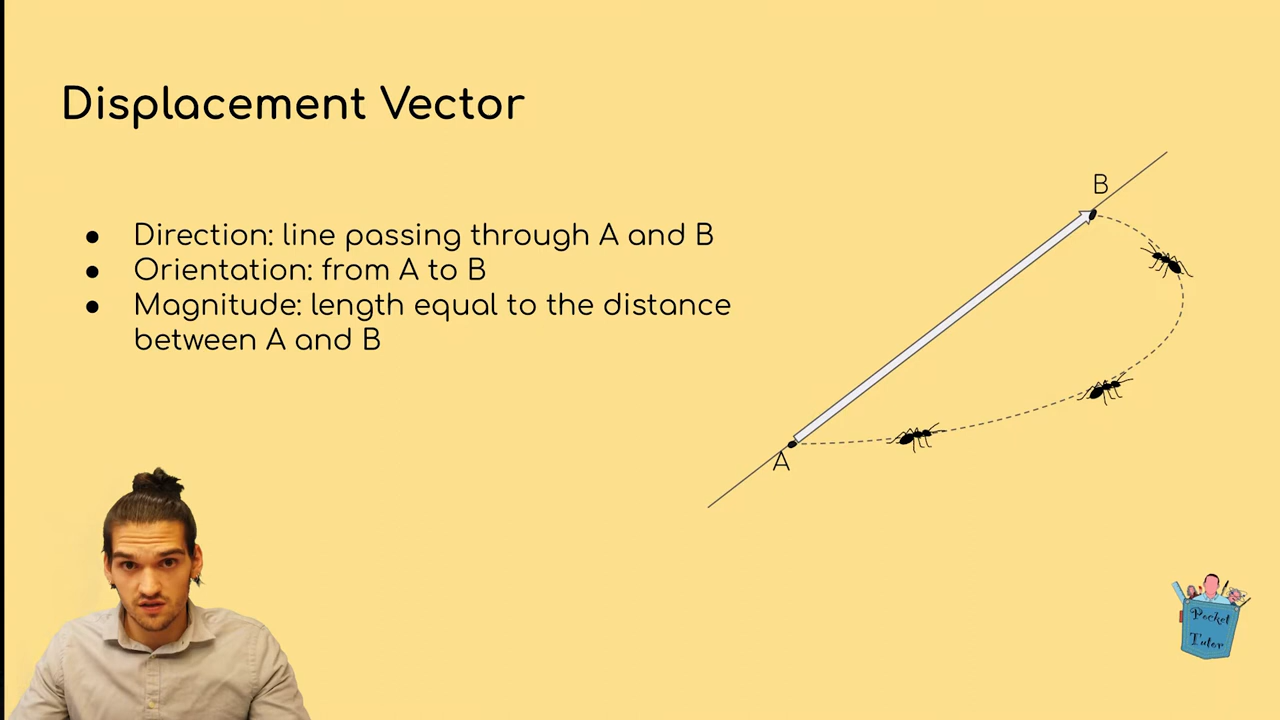 Displacement Vector
● Direction: line passing through A and B
● Orientation: from A to B
● Magnitude: length equal to the distance
between A and B
B
A
Pocket
Tutor